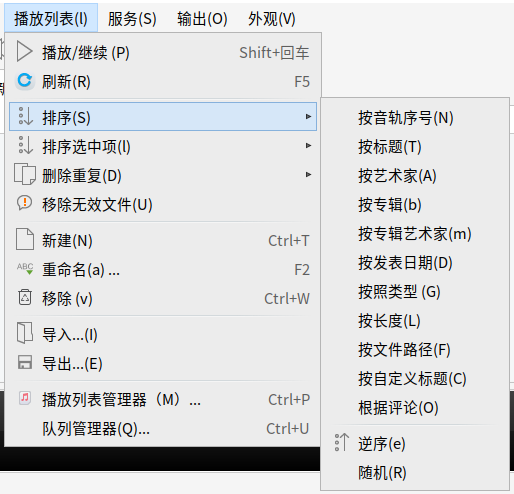 播放列表(l) 服务(S) 输出(O) 外观(V)
播放/继续 (P) Shift+回车
刷新(R) F5
排序(S)
排序选中项(l)
删除重复(D)
移除无效文件(U)
新建(N) Ctrl+T
ABC 重命名(a) ... F2
移除 (v) Ctrl+W
导入...(I)
导出...(E)
播放列表管理器（M）... Ctrl+P
队列管理器(Q)... Ctrl+U
按音轨序号(N)
按标题(T)
按艺术家(A)
按专辑(b)
按专辑艺术家(m)
按发表日期(D)
按照类型 (G)
按长度(L)
按文件路径(F)
按自定义标题(C)
根据评论(O)
逆序(e)
随机(R)